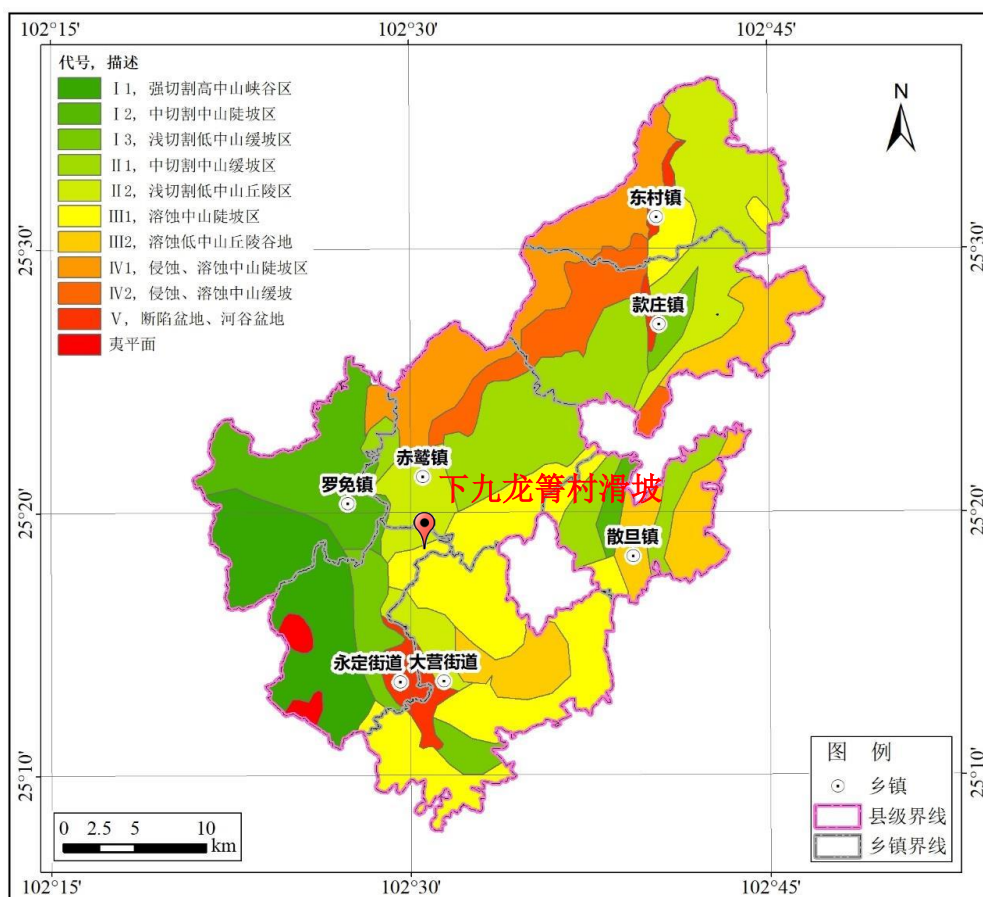 102°15′
102°30′
102°45′
代号，描述
Ⅰ1，强切割高中山峡谷区
Ⅰ2，中切割中山陡坡区
Ⅰ3，浅切割低中山缓坡区
Ⅱ1，中切割中山缓坡区
Ⅱ2，浅切割低中山丘陵区
Ⅲ1，溶蚀中山陡坡区
Ⅲ2，溶蚀低中山丘陵谷地
Ⅳ1，侵蚀、溶蚀中山陡坡区
Ⅳ2，侵蚀、溶蚀中山缓坡
Ⅴ，断陷盆地、河谷盆地
夷平面
N
东村镇
25°30′
25°30′
款庄镇
赤鹫镇
下九龙箐村滑坡
罗免镇
25°20′
25°20′
散旦镇
永定街道
大营街道
25°10′
25°10′
图 例
乡镇
县级界线
乡镇界线
0 2.5 5 10
km
102°15′
102°30′
102°45′